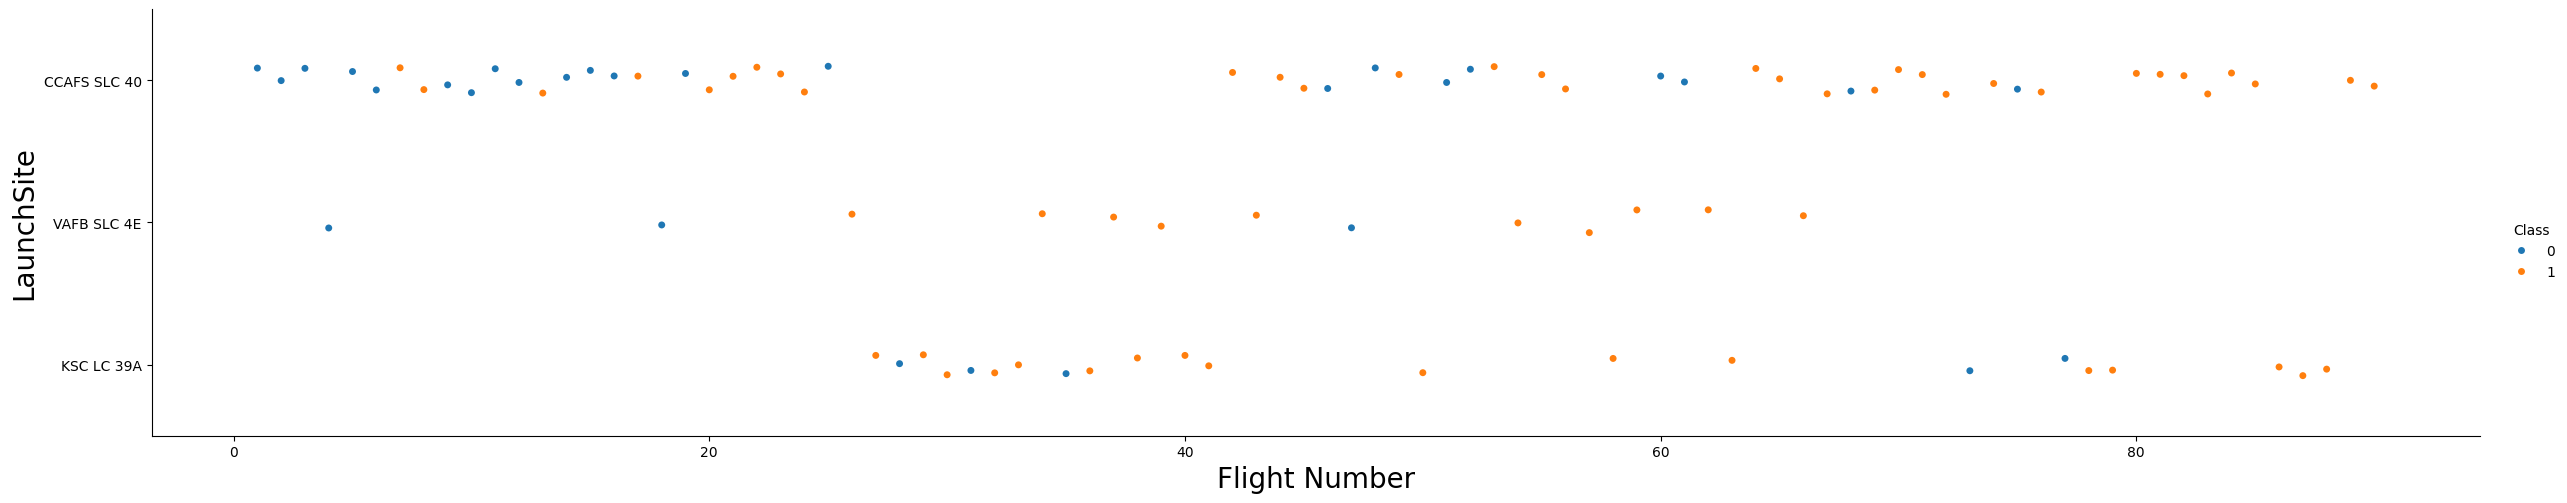 LaunchSite
CCAFS SLC 40
VAFB SLC 4E
KSC LC 39A
0 20 40 60 80
Flight Number
Class
0
1